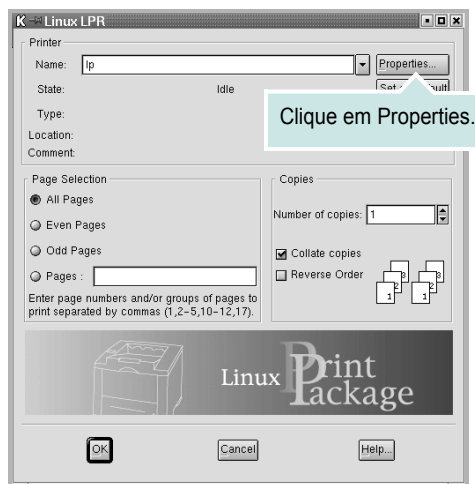 Linux LPR
Printer
Name: lp Properties...
State: Idle
Clique em Properties.
Type:
Location:
Comment:
Page Selection
All Pages
Even Pages
Odd Pages
Pages :
Enter page numbers and/or groups of pages to
print separated by commas (1,2-5,10-12,17).
Copies
Number of copies: 1
Collate copies
Reverse Order
Linux Print
Package
OK Cancel Help...